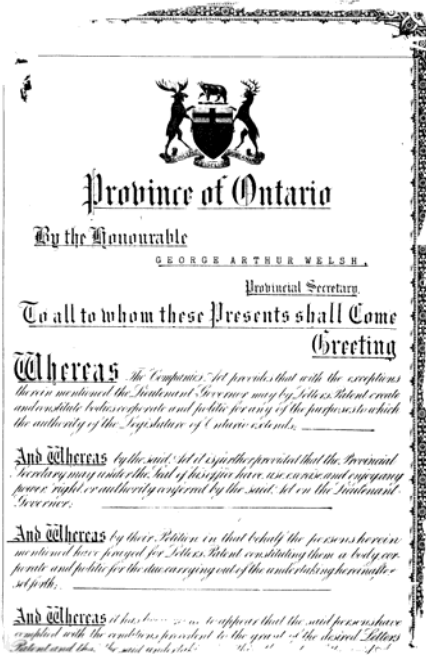 Province of Ontario
By the Honourable
GEORGE ARTHUR WELSH,
Provincial Secretary.
To all to whom these Presents shall Come
Greeting
Whereas The Companies Act provides that with the exceptions
therein mentioned the Lieutenant Governor may by Letters Patent create
and constitute bodies corporate and politic for any of the purposes to which
the authority of the Legislature of Ontario extends;
And Whereas by the said Act it is further provided that the Provincial
Secretary may under the Seal of his office have, use, exercise and enjoy any
power, right, or authority conferred by the said Act on the Lieutenant
Governor;
And Whereas by their Petition in that behalf the persons herein
mentioned have prayed for Letters Patent constituting them a body cor-
porate and politic for the due carrying out of the undertaking hereinafter
set forth;
And Whereas it has to appear that the said persons have
complied with the conditions precedent to the grant of the desired Letters
Patent and the said